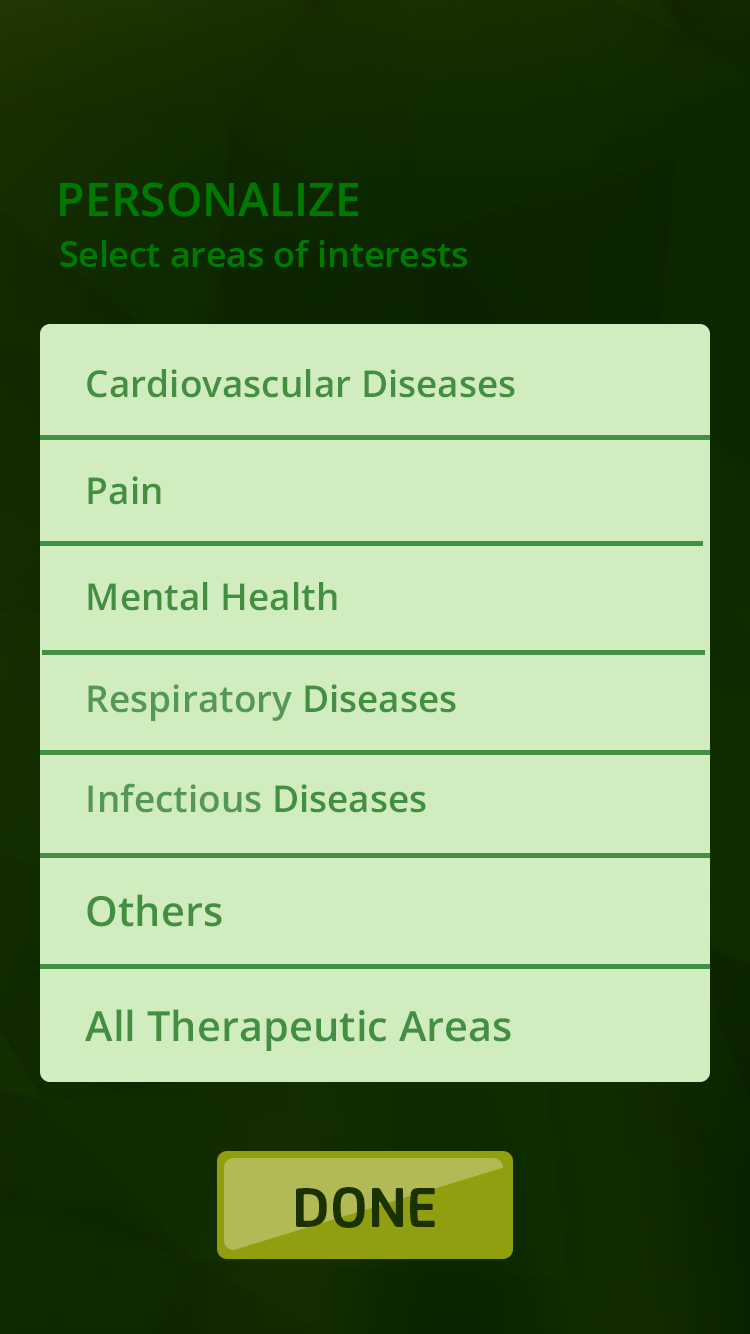 PERSONALIZE
Select areas of interests
Cardiovascular Diseases
Pain
Mental Health
Respiratory Diseases
Infectious Diseases
Others
All Therapeutic Areas
DONE